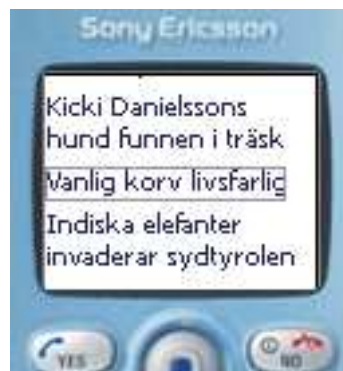 Sony Ericsson
Kicki Danielssons
hund funnen i träsk
Vanlig korv livsfarlig
Indiska elefanter
invaderar sydtyrolen
YES
NO